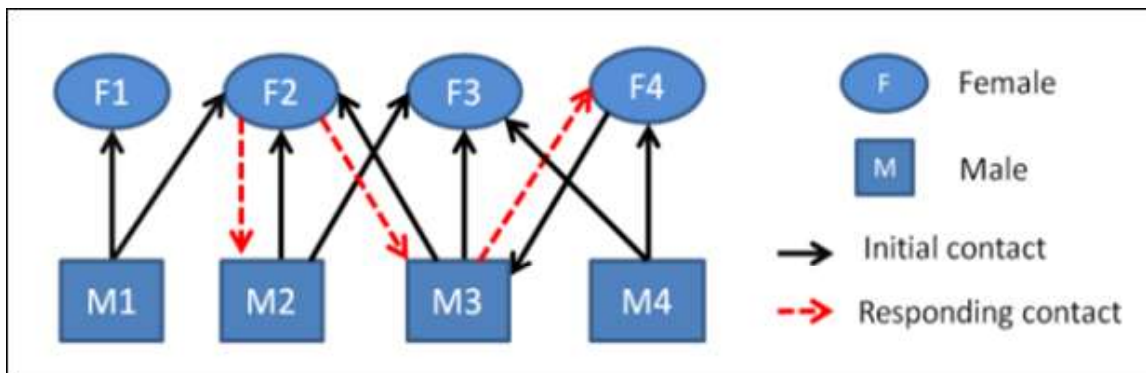 F1 F2 F3 F4
F Female
M Male
Initial contact
M1 M2 M3 M4
Responding contact